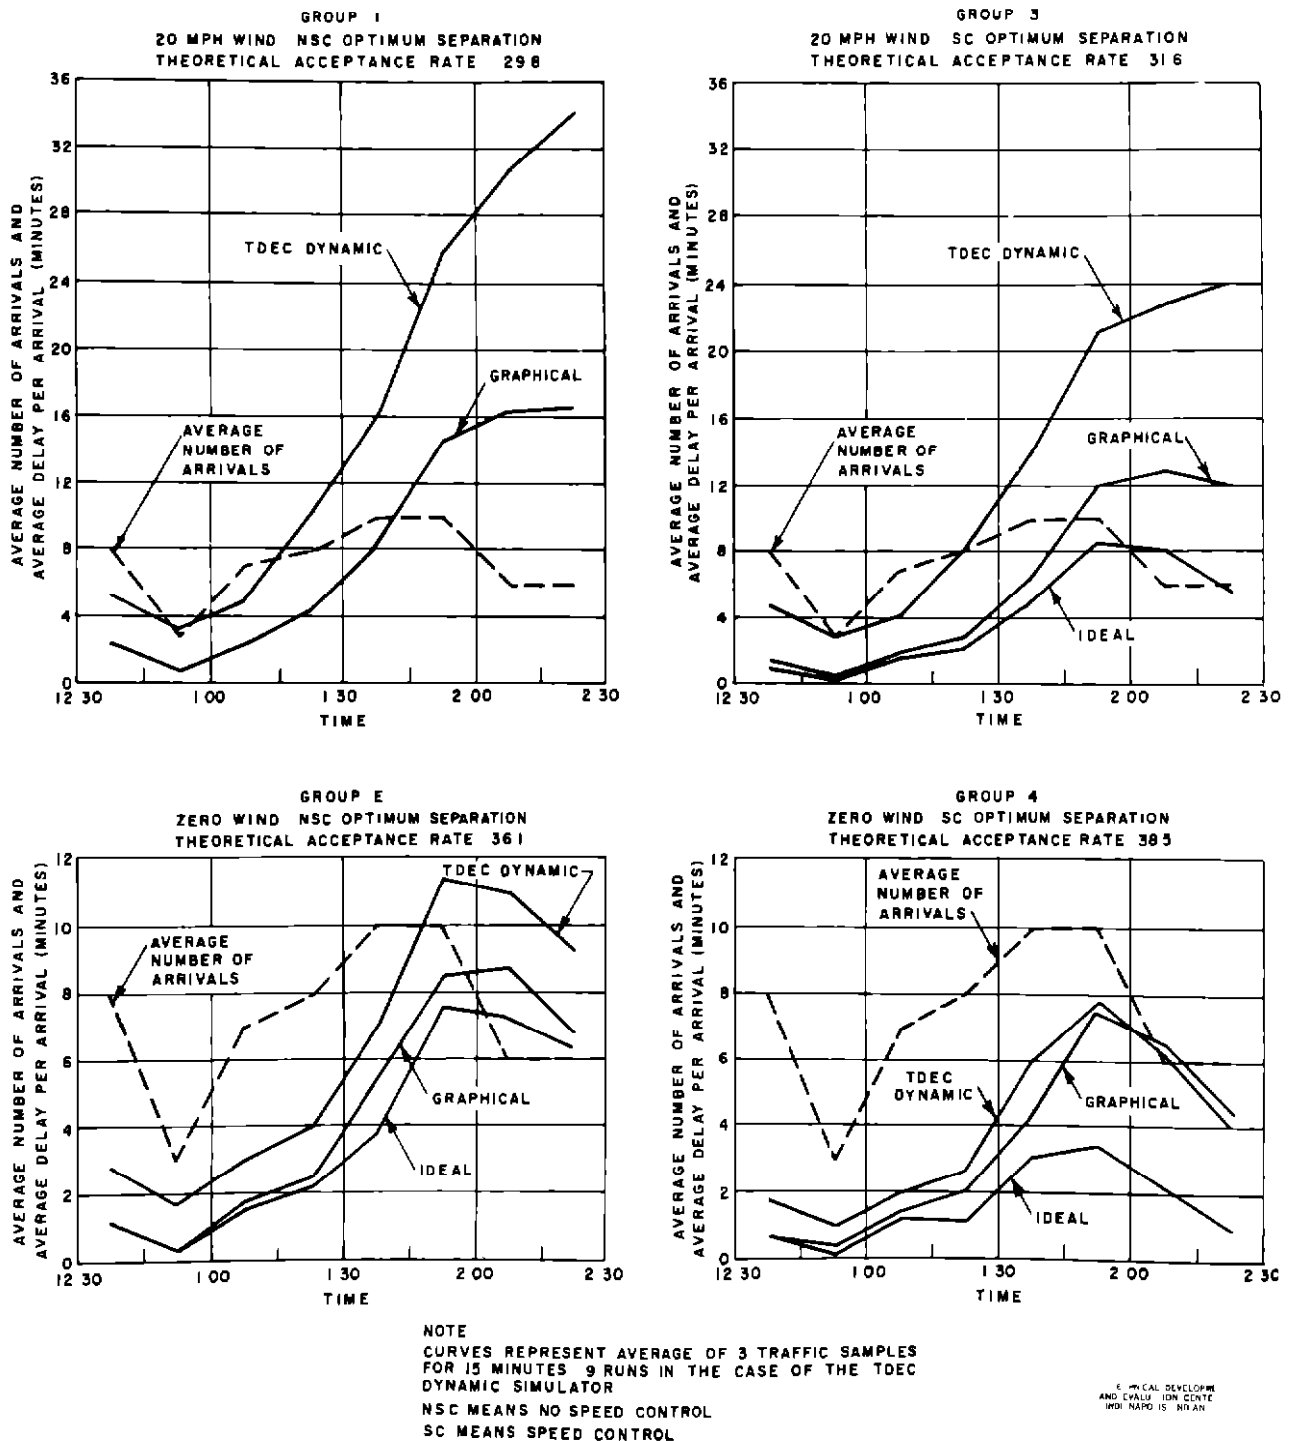 GROUP 1
20 MPH WIND NSC OPTIMUM SEPARATION
THEORETICAL ACCEPTANCE RATE 298
AVERAGE NUMBER OF ARRIVALS AND
AVERAGE DELAY PER ARRIVAL (MINUTES)
36
32
28
24
20
16
12
8
4
0
TDEC DYNAMIC
GRAPHICAL
AVERAGE
NUMBER OF
ARRIVALS
12 30
1 00
1 30
2 00
2 30
TIME
GROUP 3
20 MPH WIND SC OPTIMUM SEPARATION
THEORETICAL ACCEPTANCE RATE 316
AVERAGE NUMBER OF ARRIVALS AND
AVERAGE DELAY PER ARRIVAL (MINUTES)
36
32
28
24
20
16
12
8
4
0
TDEC DYNAMIC
AVERAGE
NUMBER OF
ARRIVALS
GRAPHICAL
IDEAL
12 30
1 00
1 30
2 00
2 30
TIME
GROUP E
ZERO WIND NSC OPTIMUM SEPARATION
THEORETICAL ACCEPTANCE RATE 361
AVERAGE NUMBER OF ARRIVALS AND
AVERAGE DELAY PER ARRIVAL (MINUTES)
12
10
8
6
4
2
0
TDEC DYNAMIC
AVERAGE
NUMBER OF
ARRIVALS
GRAPHICAL
IDEAL
12 30
1 00
1 30
2 00
2 30
TIME
GROUP 4
ZERO WIND SC OPTIMUM SEPARATION
THEORETICAL ACCEPTANCE RATE 385
AVERAGE NUMBER OF ARRIVALS AND
AVERAGE DELAY PER ARRIVAL (MINUTES)
12
10
8
6
4
2
0
AVERAGE
NUMBER OF
ARRIVALS
TDEC
DYNAMIC
GRAPHICAL
IDEAL
12 30
1 00
1 30
2 00
2 30
TIME
NOTE
CURVES REPRESENT AVERAGE OF 3 TRAFFIC SAMPLES
FOR 15 MINUTES 9 RUNS IN THE CASE OF THE TDEC
DYNAMIC SIMULATOR
NSC MEANS NO SPEED CONTROL
SC MEANS SPEED CONTROL
AND